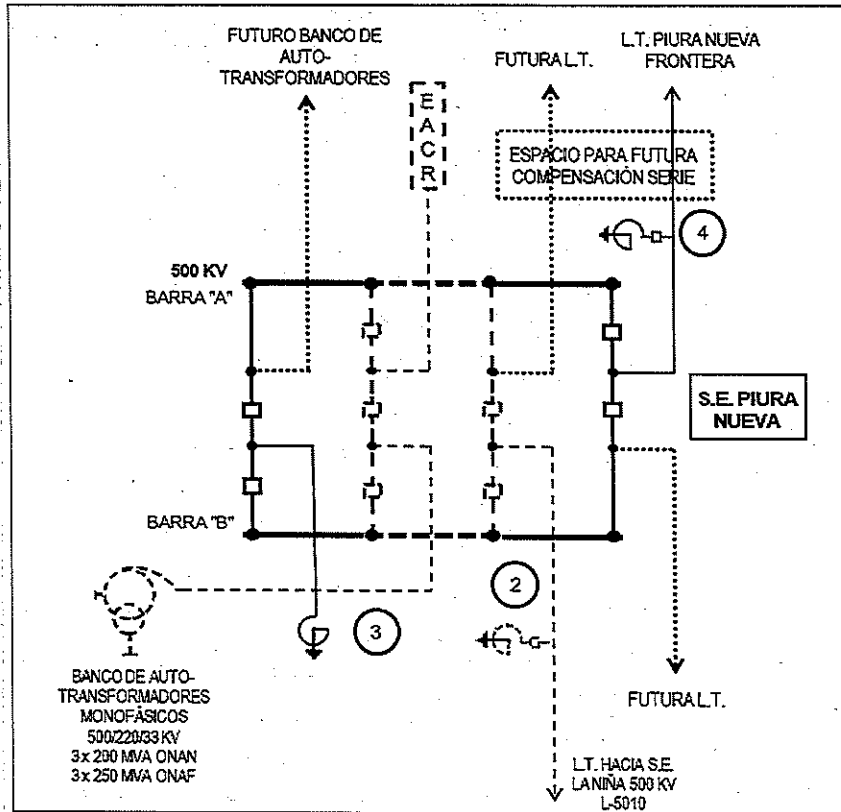 FUTURO BANCO DE
AUTO-
TRANSFORMADORES
E
A
C
R
FUTURA L.T.
L.T. PIURA NUEVA
FRONTERA
ESPACIO PARA FUTURA
COMPENSACIÓN SERIE
4
500 KV
BARRA "A"
S.E. PIURA
NUEVA
BARRA "B"
2
3
BANCO DE AUTO-
TRANSFORMADORES
MONOFÁSICOS
500/220/33 KV
3 x 200 MVA ONAN
3 x 250 MVA ONAF
FUTURA L.T.
L.T. HACIA S.E.
LA NIÑA 500 KV
L-5010